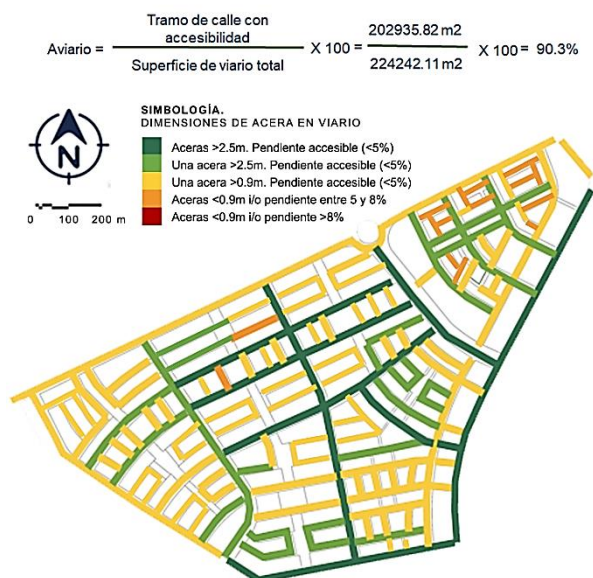 Aviario =
Tramo de calle con
accesibilidad
Superficie de viario total
X 100 =
202935.82 m2
224242.11 m2
X 100 = 90.3%
N
0 100 200 m
SIMBOLOGÍA.
DIMENSIONES DE ACERA EN VIARIO
Aceras >2.5m. Pendiente accesible (<5%)
Una acera >2.5m. Pendiente accesible (<5%)
Una acera >0.9m. Pendiente accesible (<5%)
Aceras <0.9m i/o pendiente entre 5 y 8%
Aceras <0.9m i/o pendiente >8%